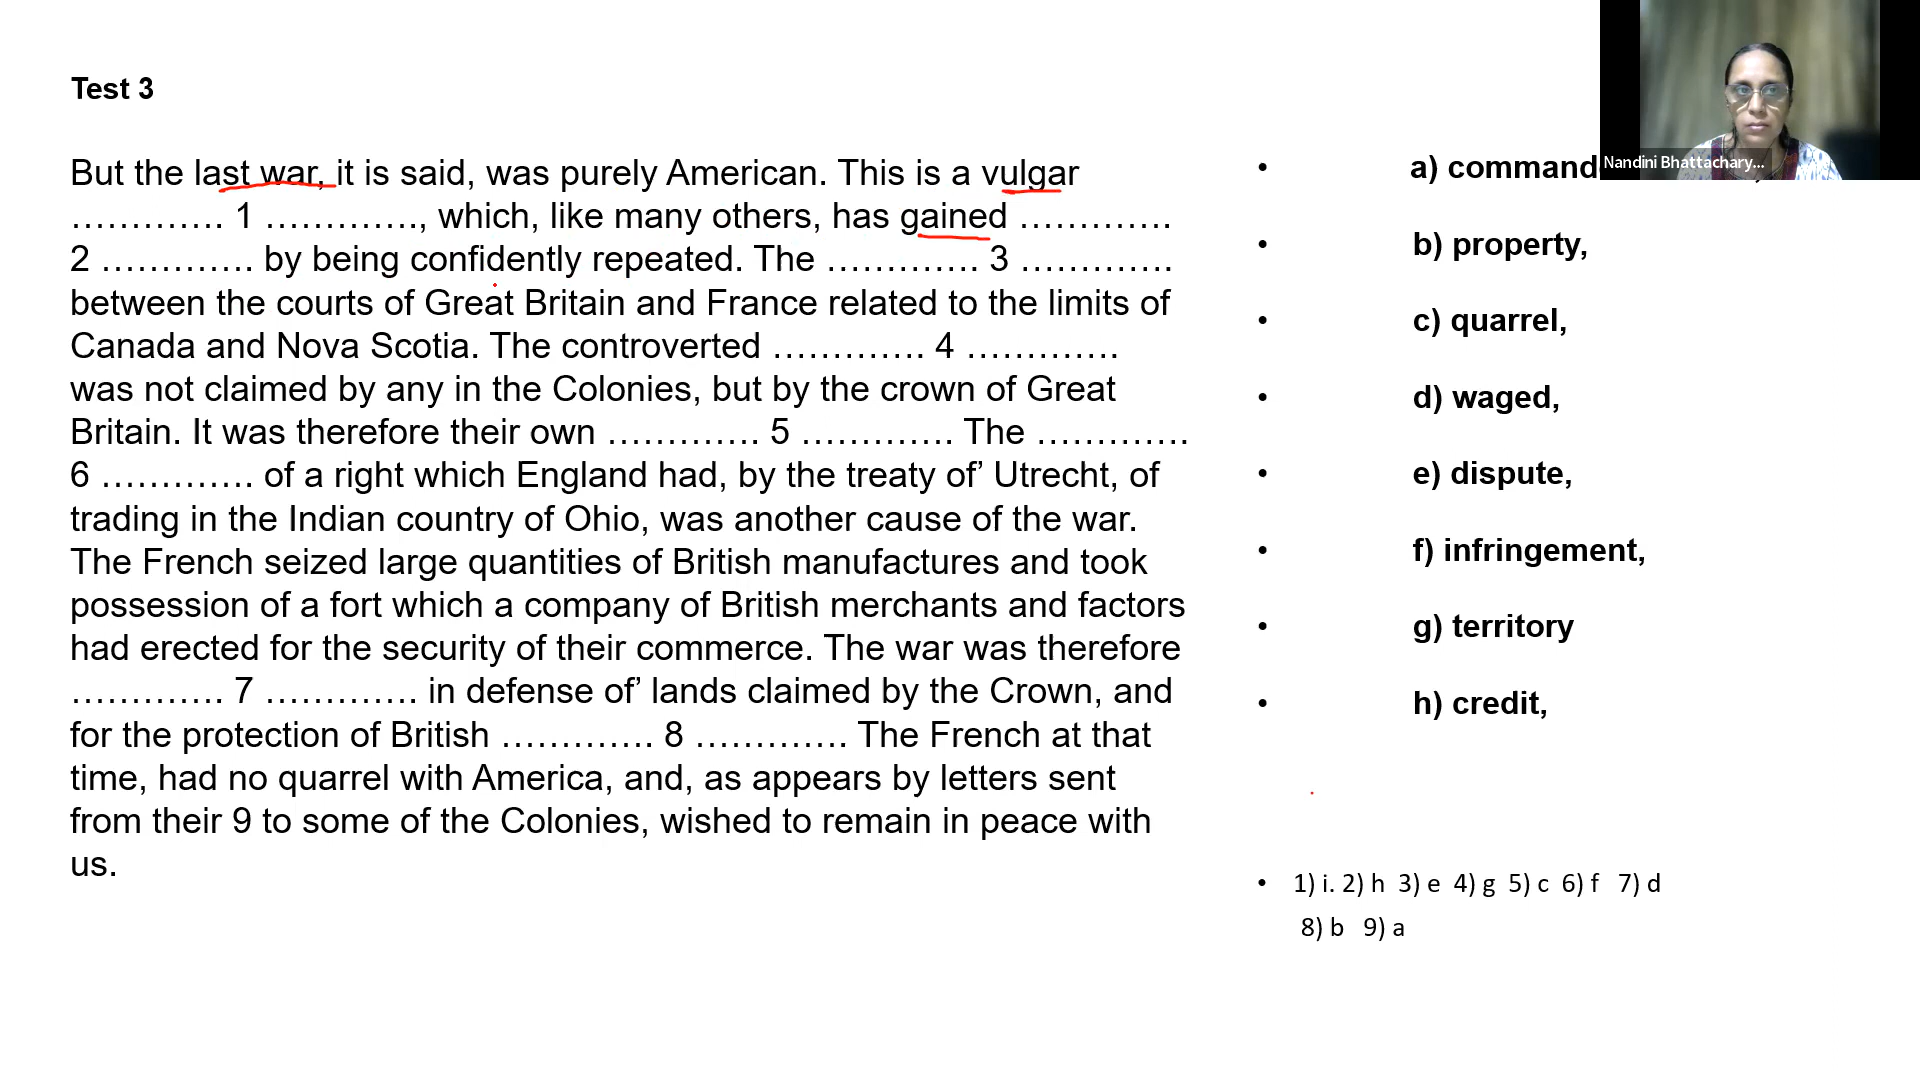 Test 3
But the last war, it is said, was purely American. This is a vulgar
…………. 1 …………., which, like many others, has gained ………….
2 …………. by being confidently repeated. The …………. 3 ………….
between the courts of Great Britain and France related to the limits of
Canada and Nova Scotia. The controverted …………. 4 ………….
was not claimed by any in the Colonies, but by the crown of Great
Britain. It was therefore their own …………. 5 …………. The ………….
6 …………. of a right which England had, by the treaty of’ Utrecht, of
trading in the Indian country of Ohio, was another cause of the war.
The French seized large quantities of British manufactures and took
possession of a fort which a company of British merchants and factors
had erected for the security of their commerce. The war was therefore
…………. 7 …………. in defense of’ lands claimed by the Crown, and
for the protection of British …………. 8 …………. The French at that
time, had no quarrel with America, and, as appears by letters sent
from their 9 to some of the Colonies, wished to remain in peace with
us.
• a) command
• b) property,
• c) quarrel,
• d) waged,
• e) dispute,
• f) infringement,
• g) territory
• h) credit,
• 1) i. 2) h 3) e 4) g 5) c 6) f 7) d
8) b 9) a
Nandini Bhattachary...